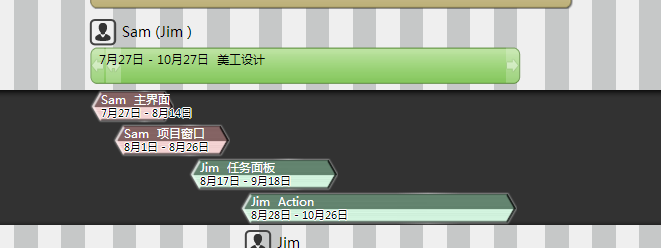 Sam (Jim )
7月27日 - 10月27日  美工设计
Sam  主界面
7月27日 - 8月14日
Sam  项目窗口
8月1日 - 8月26日
Jim  任务面板
8月17日 - 9月18日
Jim  Action
8月28日 - 10月26日
Jim